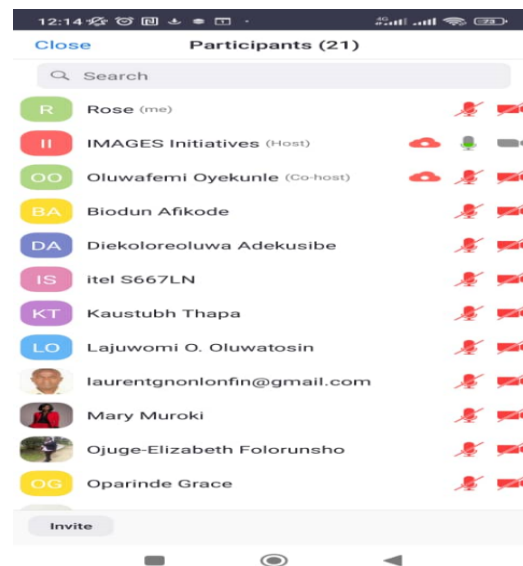 12:14
4G
73
Close
Participants (21)
Search
R
Rose (me)
II
IMAGES Initiatives (Host)
OO
Oluwafemi Oyekunle (Co-host)
BA
Biodun Afikode
DA
Diekoloreoluwa Adekusibe
IS
itel S667LN
KT
Kaustubh Thapa
LO
Lajuwomi O. Oluwatosin
laurentgnonlonfin@gmail.com
Mary Muroki
Ojuge-Elizabeth Folorunsho
OG
Oparinde Grace
Invite